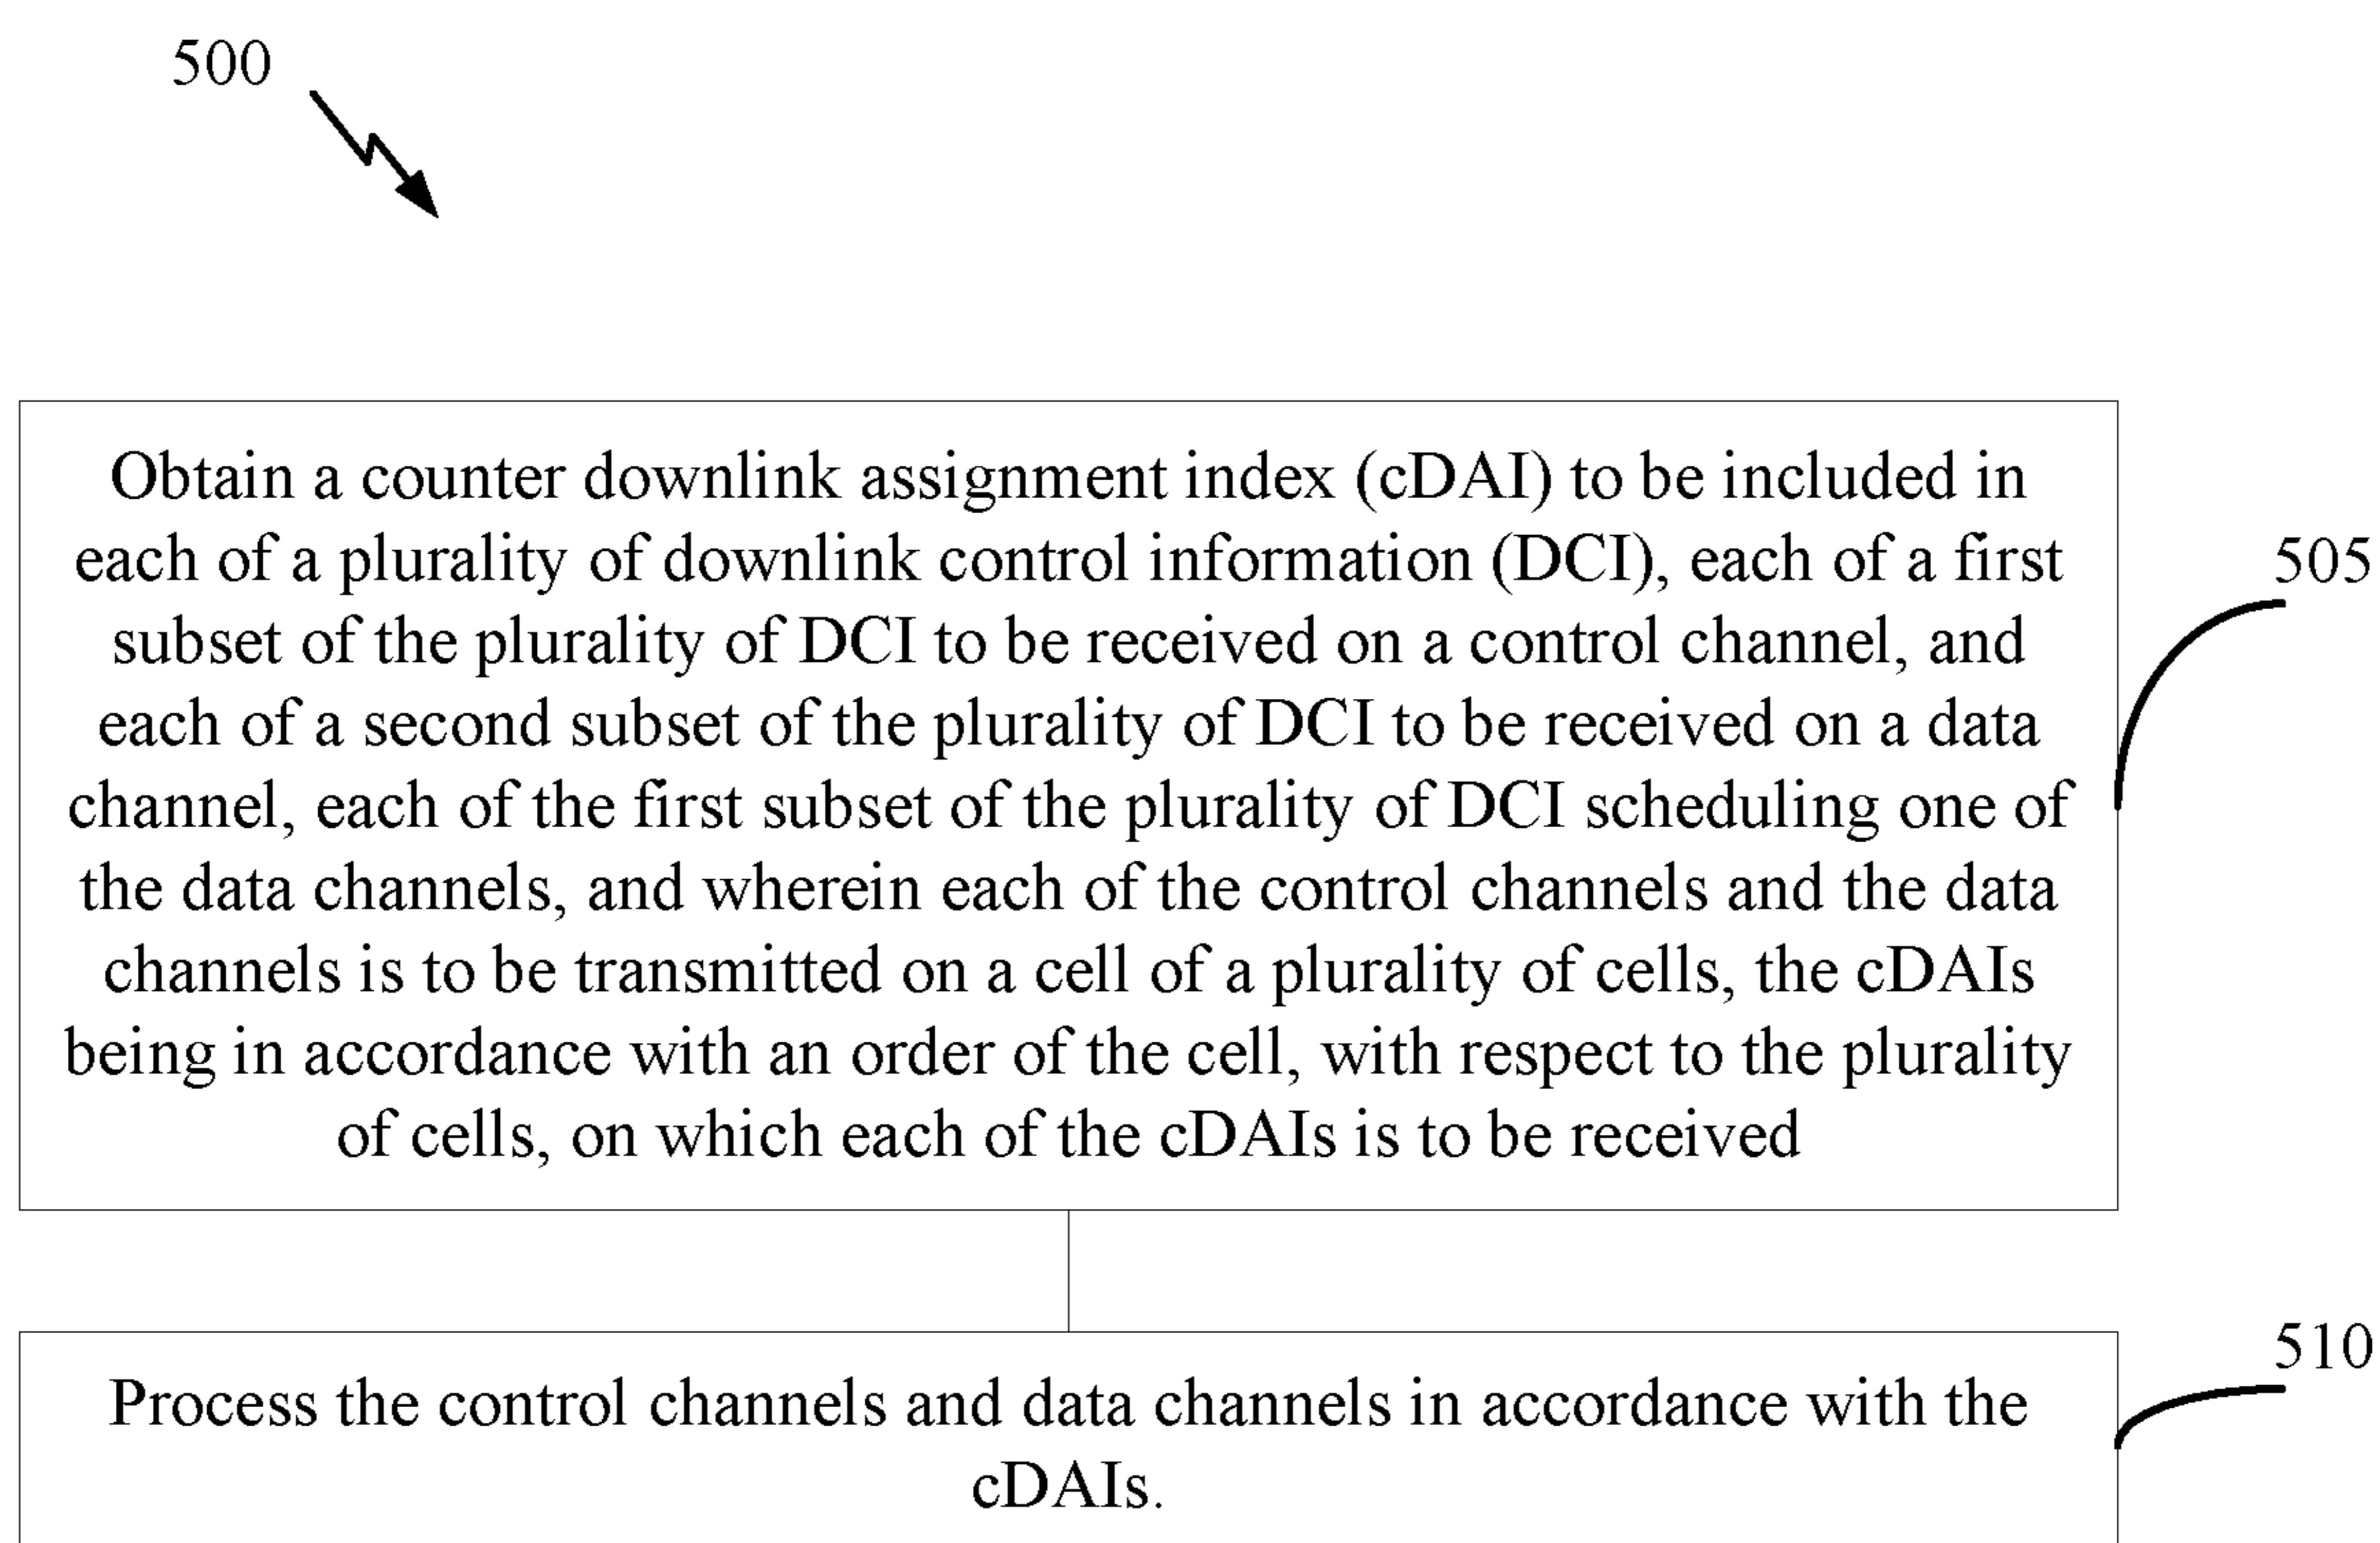 500
Obtain a counter downlink assignment index (cDAI) to be included in
each of a plurality of downlink control information (DCI), each of a first
subset of the plurality of DCI to be received on a control channel, and
each of a second subset of the plurality of DCI to be received on a data
channel, each of the first subset of the plurality of DCI scheduling one of
the data channels, and wherein each of the control channels and the data
channels is to be transmitted on a cell of a plurality of cells, the cDAIs
being in accordance with an order of the cell, with respect to the plurality
of cells, on which each of the cDAIs is to be received
505
Process the control channels and data channels in accordance with the
cDAIs.
510